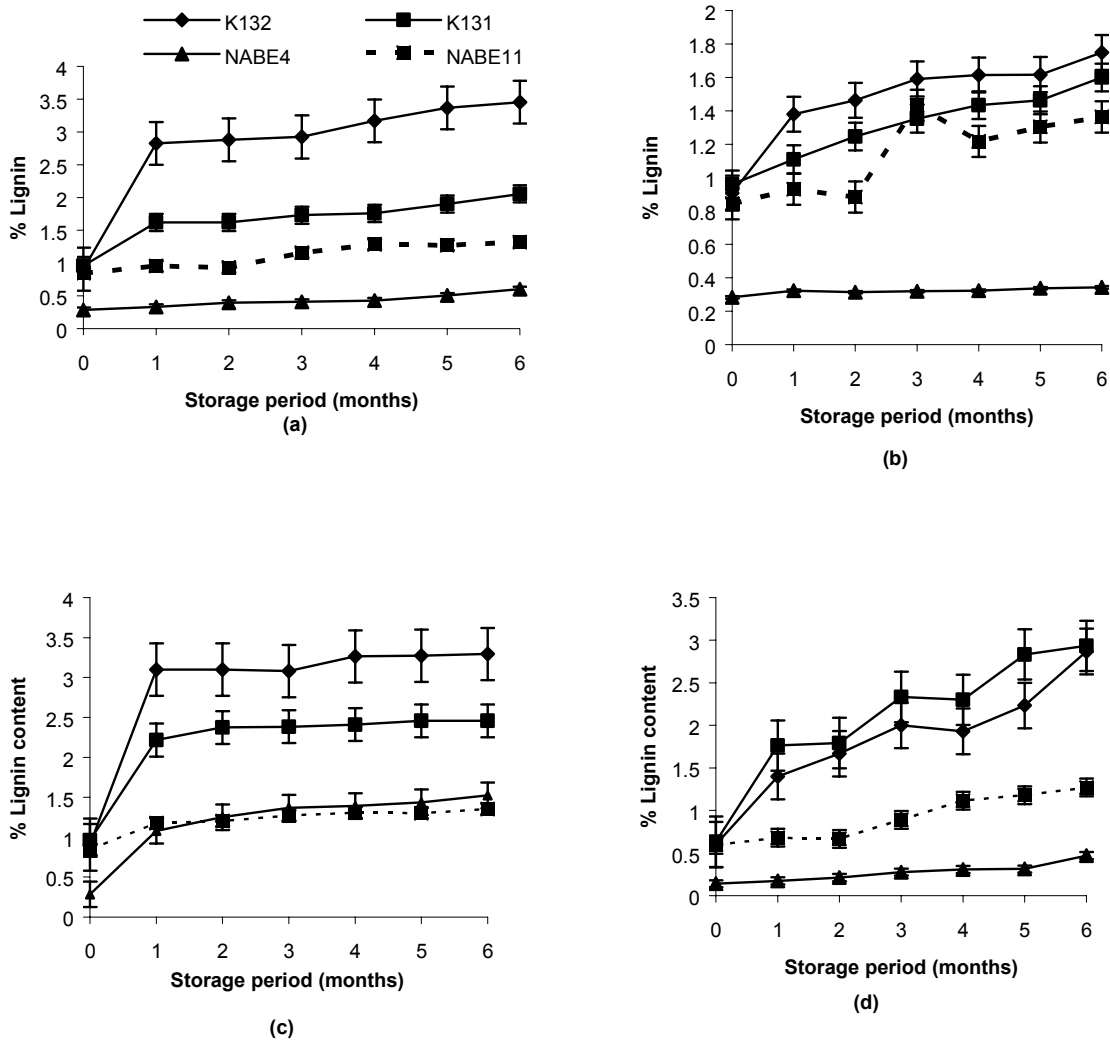 K132 K131
NABE4 NABE11
% Lignin
4
3.5
3
2.5
2
1.5
1
0.5
0
0 1 2 3 4 5 6
Storage period (months)
(a)
% Lignin
2
1.8
1.6
1.4
1.2
1
0.8
0.6
0.4
0.2
0
0 1 2 3 4 5 6
Storage period (months)
(b)
% Lignin content
4
3.5
3
2.5
2
1.5
1
0.5
0
0 1 2 3 4 5 6
Storage period (months)
(c)
% Lignin content
3.5
3
2.5
2
1.5
1
0.5
0
0 1 2 3 4 5 6
Storage period (months)
(d)